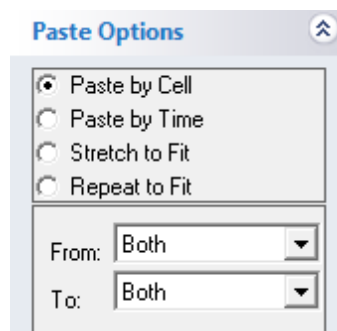 Paste Options
Paste by Cell
Paste by Time
Stretch to Fit
Repeat to Fit
From: Both
To: Both